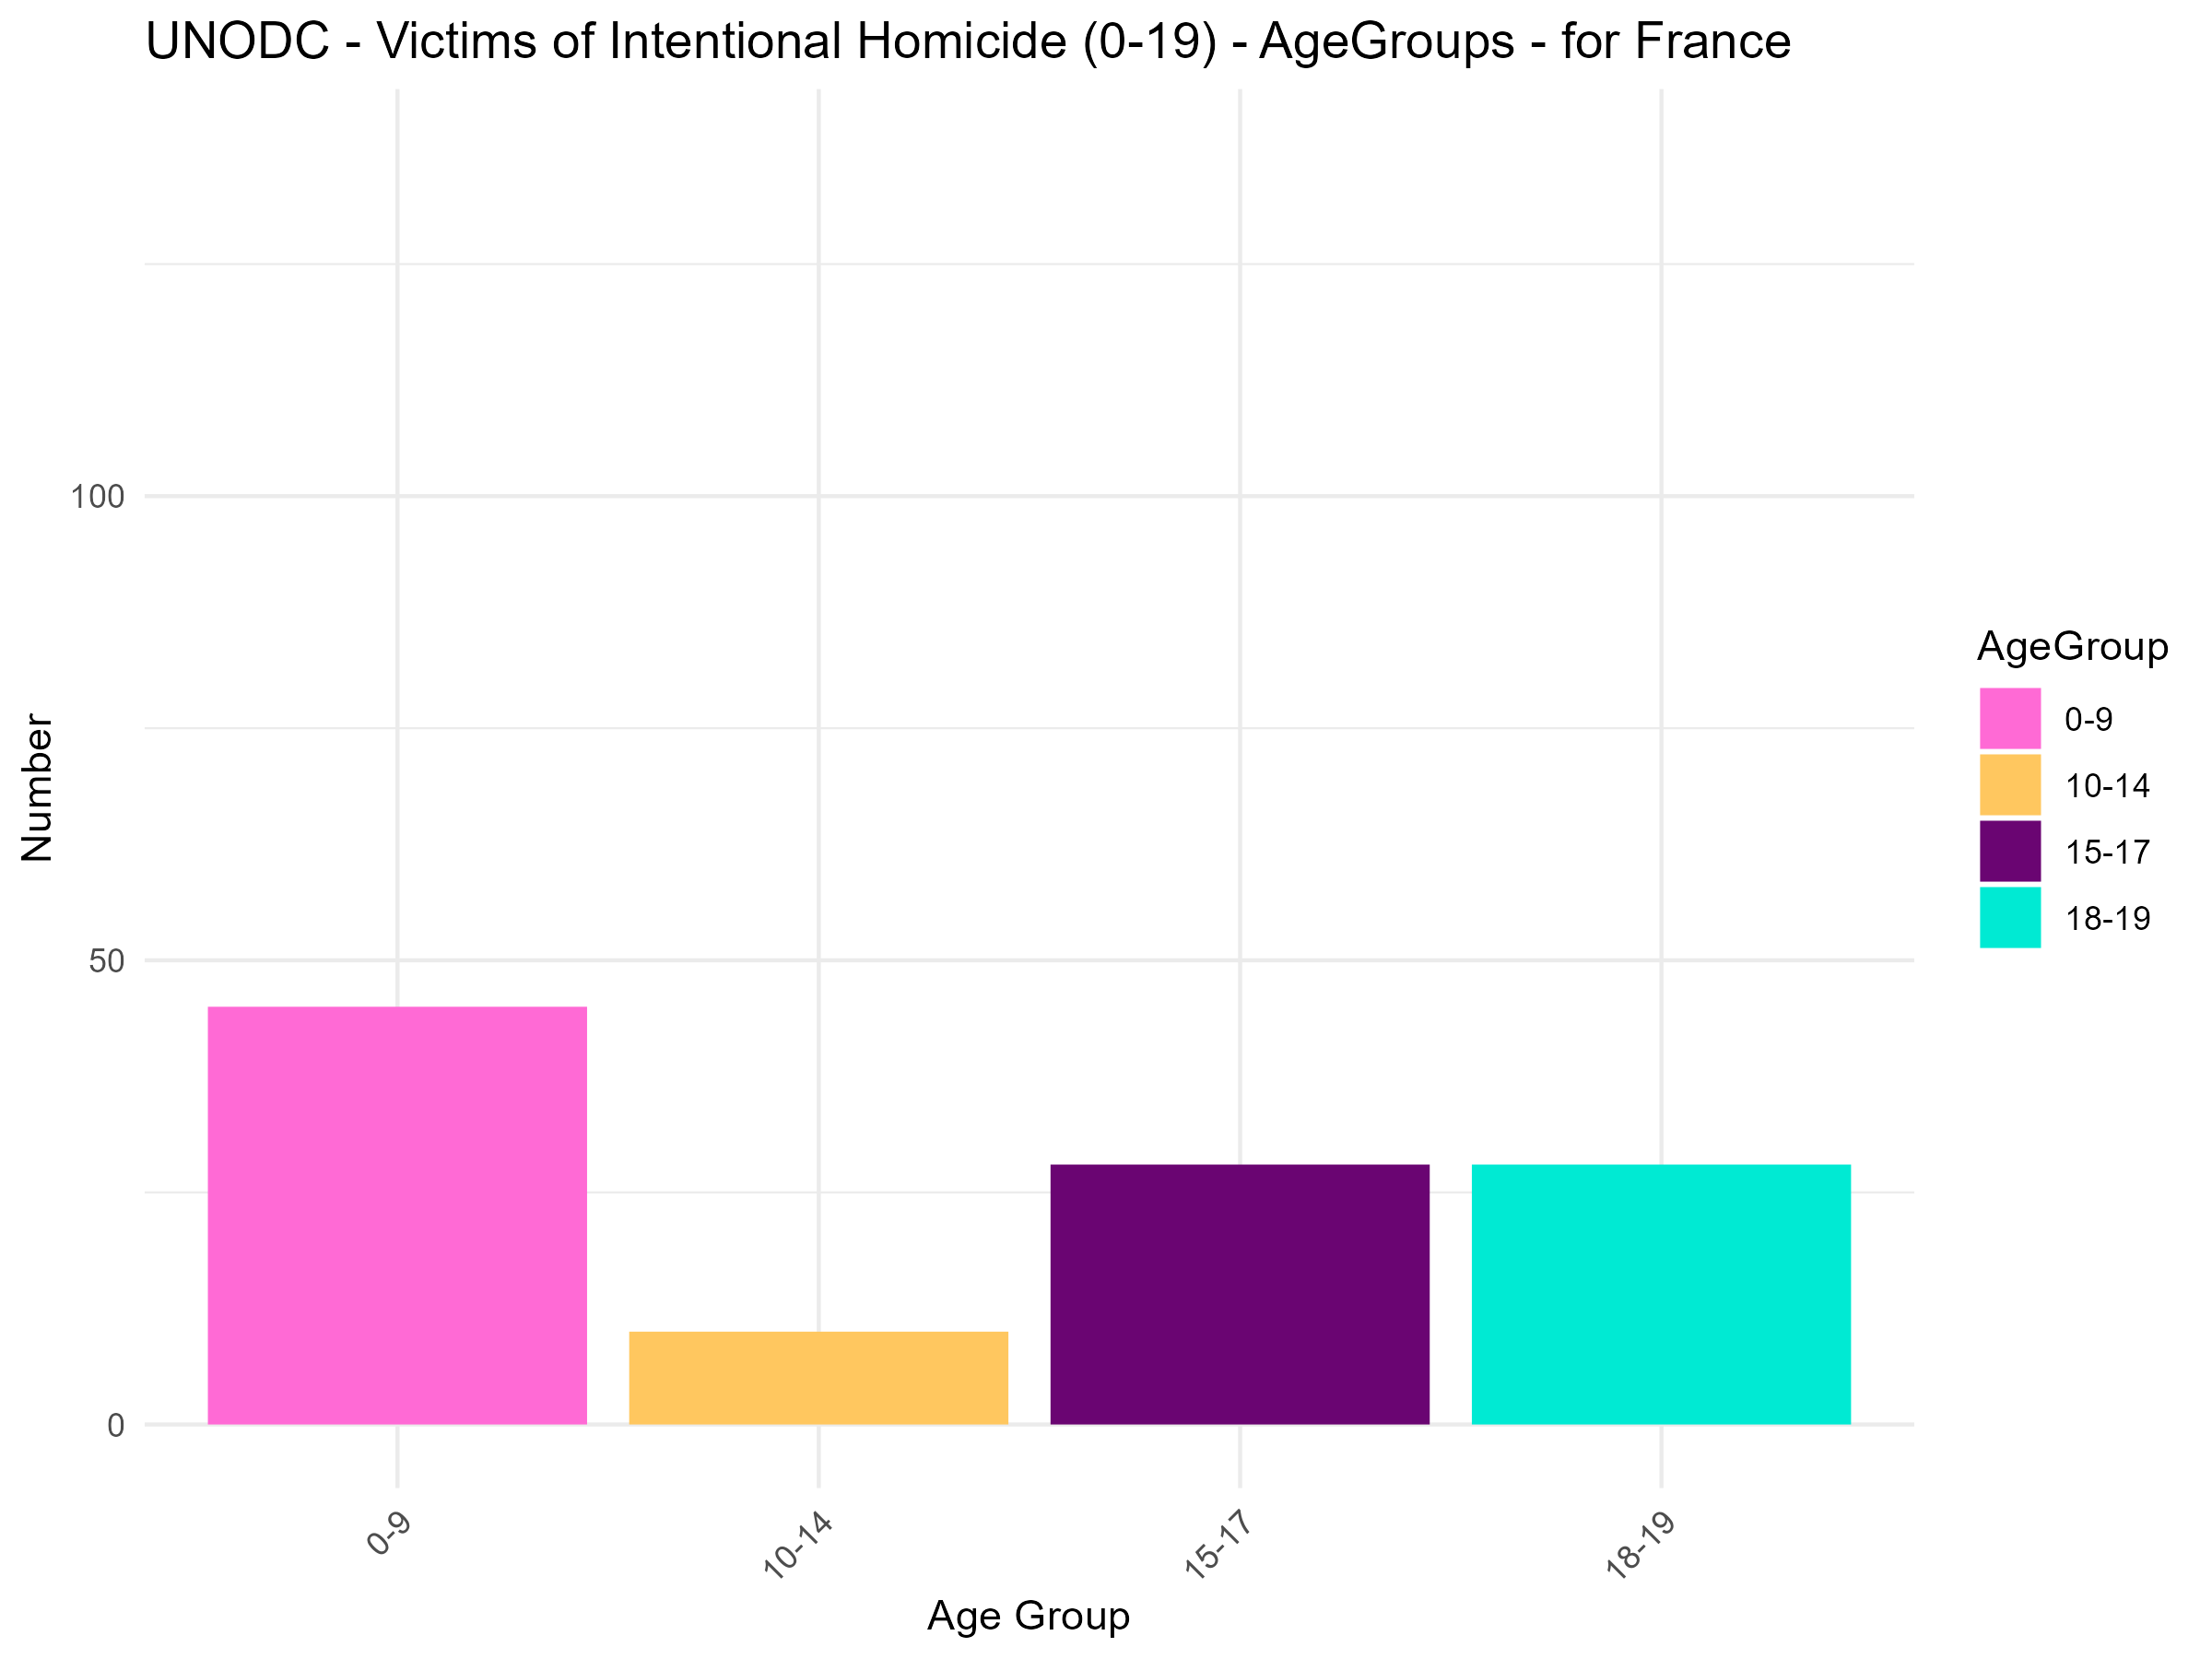 UNODC - Victims of Intentional Homicide (0-19) - AgeGroups - for France
Number
100
50
0
0-9
10-14
15-17
18-19
Age Group
AgeGroup
0-9
10-14
15-17
18-19